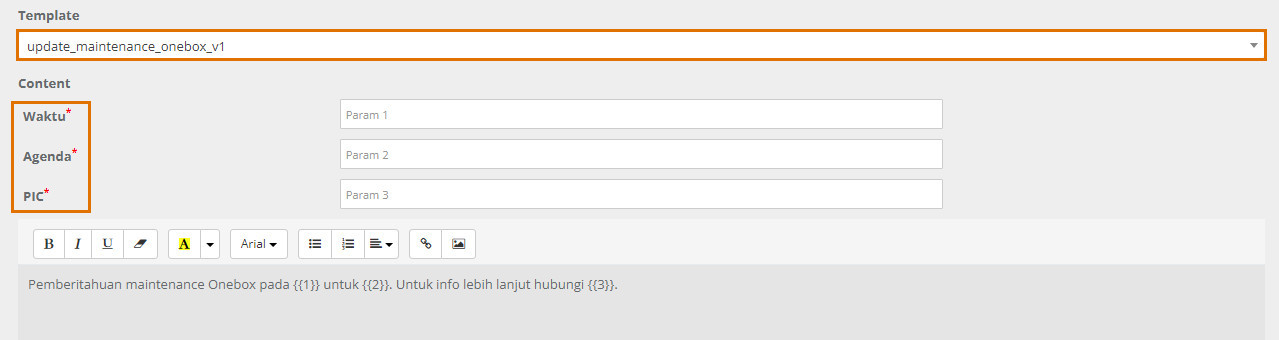 Template
update_maintenance_onebox_v1
Content
Waktu* Param 1
Agenda* Param 2
PIC* Param 3
B I U A Arial
Pemberitahuan maintenance Onebox pada {{1}} untuk {{2}}. Untuk info lebih lanjut hubungi {{3}}.